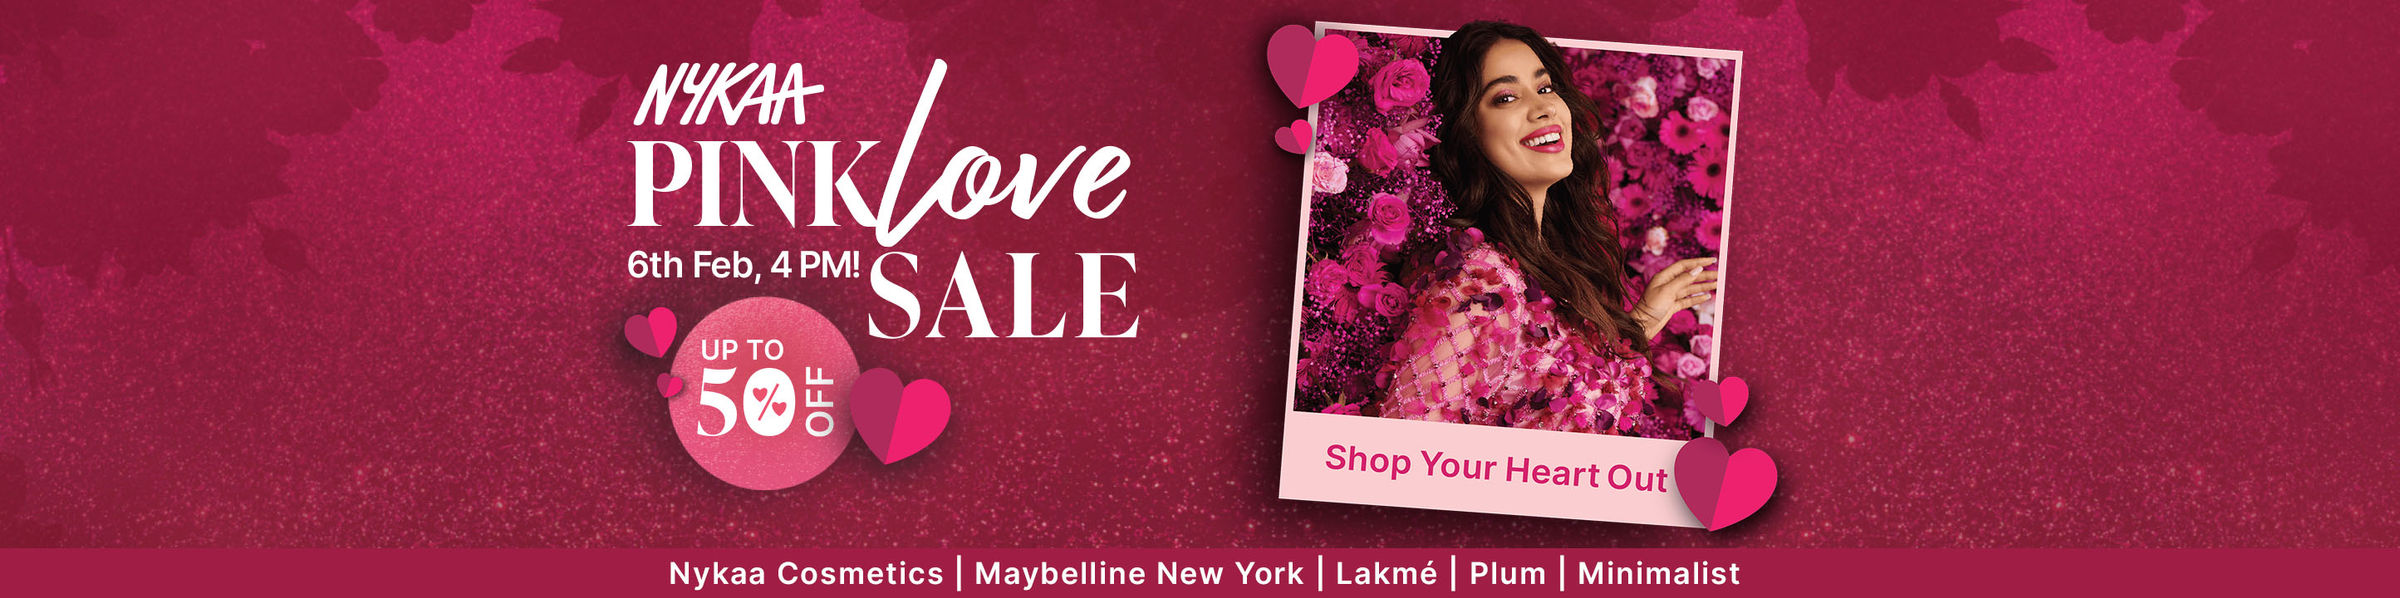 NYKAA
PINK Love
SALE
6th Feb, 4 PM!
UP TO
50% OFF
Shop Your Heart Out
Nykaa Cosmetics | Maybelline New York | Lakmé | Plum | Minimalist